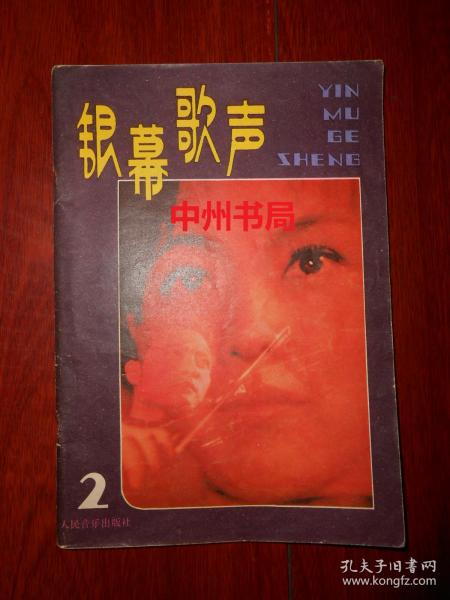 银幕歌声
YIN
MU
GE
SHENG
中州书局
2
人民音乐出版社
孔夫子旧书网
www.kongfz.com